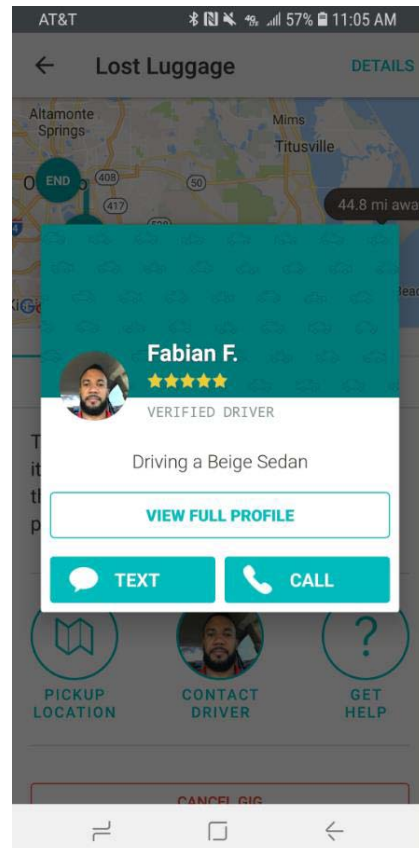 AT&T 57% 11:05 AM
Lost Luggage DETAILS
Altamonte
Springs
Mims
Titusville
END
408
50
417
44.8 mi awa
Fabian F.
VERIFIED DRIVER
Driving a Beige Sedan
VIEW FULL PROFILE
TEXT CALL
PICKUP
LOCATION
CONTACT
DRIVER
GET
HELP
CANCEL GIG